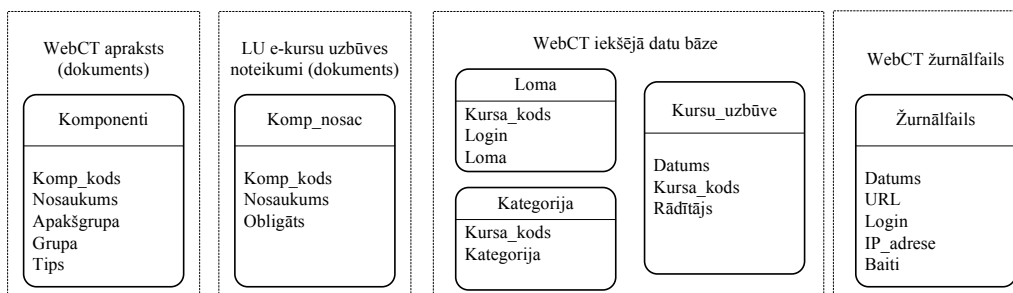 WebCT apraksts
(dokuments)
Komponenti
Komp_kods
Nosaukums
Apakšgrupa
Grupa
Tips
LU e-kursu uzbūves
noteikumi (dokuments)
Komp_nosac
Komp_kods
Nosaukums
Obligāts
WebCT iekšējā datu bāze
Loma
Kursa_kods
Login
Loma
Kategorija
Kursa_kods
Kategorija
Kursu_uzbūve
Datums
Kursa_kods
Rādītājs
WebCT žurnālfails
Žurnālfails
Datums
URL
Login
IP_adrese
Baiti